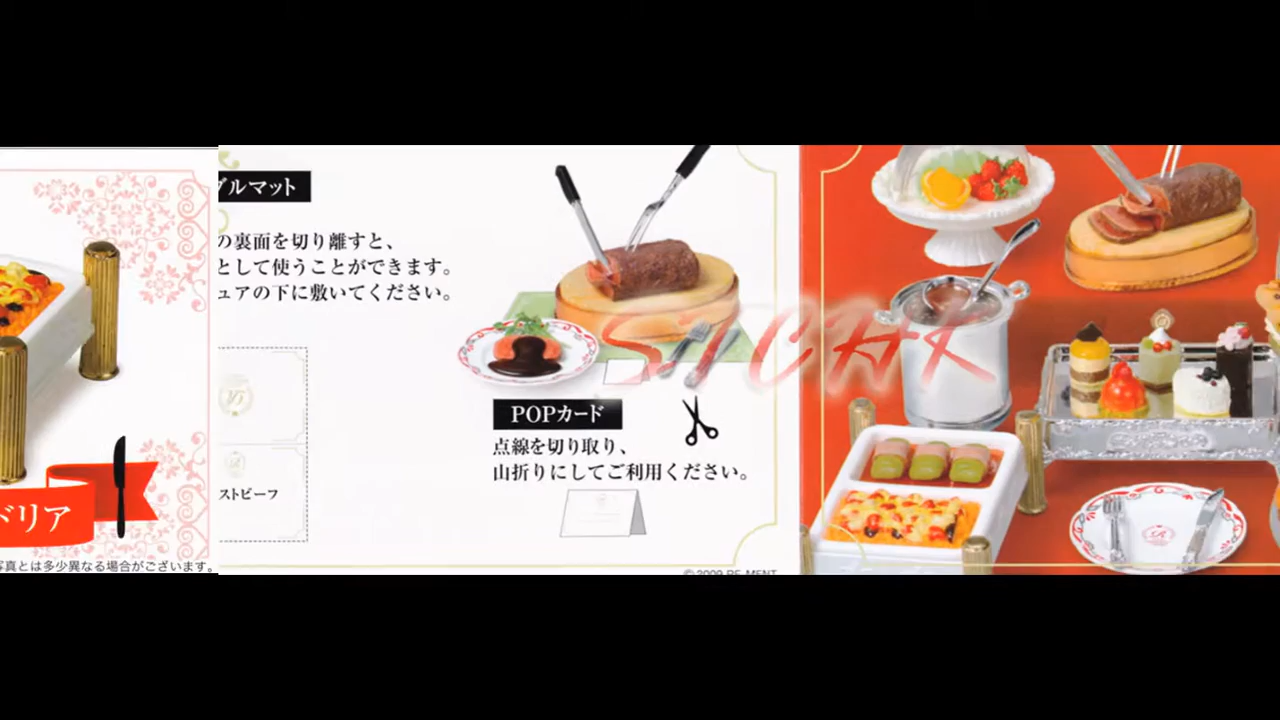 ドリア
写真とは多少異なる場合がございます。
ブルマット
の裏面を切り離すと、
として使うことができます。
ュアの下に敷いてください。
ストビーフ
POPカード
点線を切り取り、
山折りにしてご利用ください。
© 2009 RE-MENT